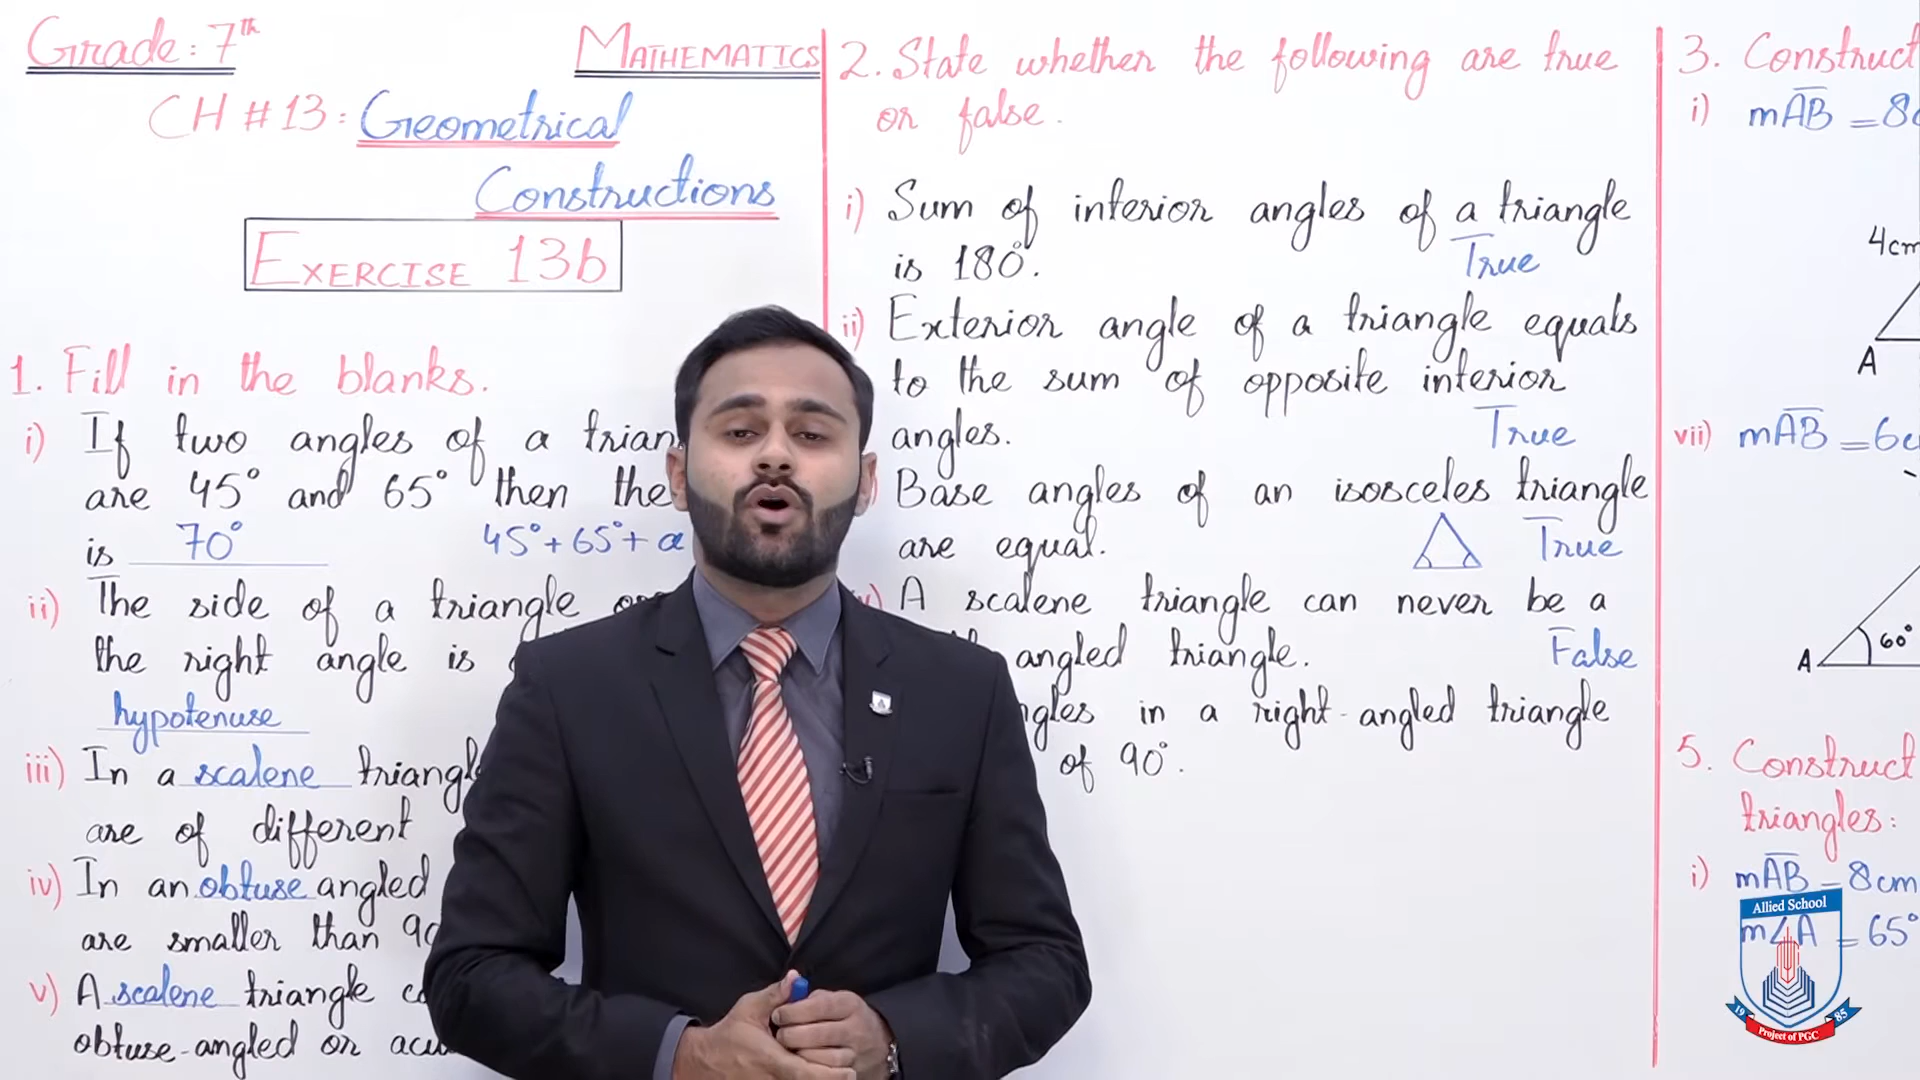 Grade: 7th
MATHEMATICS
CH # 13: Geometrical
Constructions
EXERCISE 13b
1. Fill in the blanks.
i) If two angles of a trian
are 45° and 65° then the
is 70° 45°+65°+
ii) The side of a triangle
the right angle is
hypotenuse
iii) In a scalene triangle
are of different
iv) In an obtuse angled
are smaller than 90
v) A scalene triangle
obtuse-angled or
2. State whether the following are true
or false.
i) Sum of interior angles of a triangle
is 180°. True
ii) Exterior angle of a triangle equals
to the sum of opposite interior
angles. True
Base angles of an isosceles triangle
are equal. True
A scalene triangle can never be a
angled triangle. False
in a right-angled triangle
of 90°.
3. Construct
i) mAB = 8
4cm
A
vii) mAB = 6
A 60°
5. Construct
triangles:
i) mAB = 8cm
m∠A = 65°
Allied School
19 85
Project of PGC